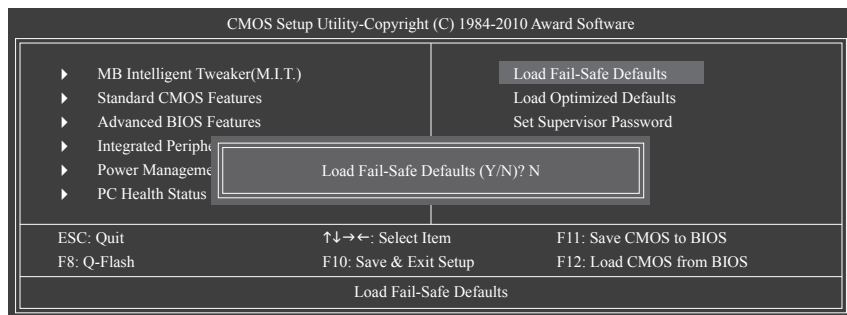 CMOS Setup Utility-Copyright (C) 1984-2010 Award Software
MB Intelligent Tweaker(M.I.T.)
Standard CMOS Features
Advanced BIOS Features
Integrated Periphe
Power Manageme
PC Health Status
Load Fail-Safe Defaults
Load Optimized Defaults
Set Supervisor Password
Load Fail-Safe Defaults (Y/N)? N
ESC: Quit
↑↓→←: Select Item
F11: Save CMOS to BIOS
F8: Q-Flash
F10: Save & Exit Setup
F12: Load CMOS from BIOS
Load Fail-Safe Defaults